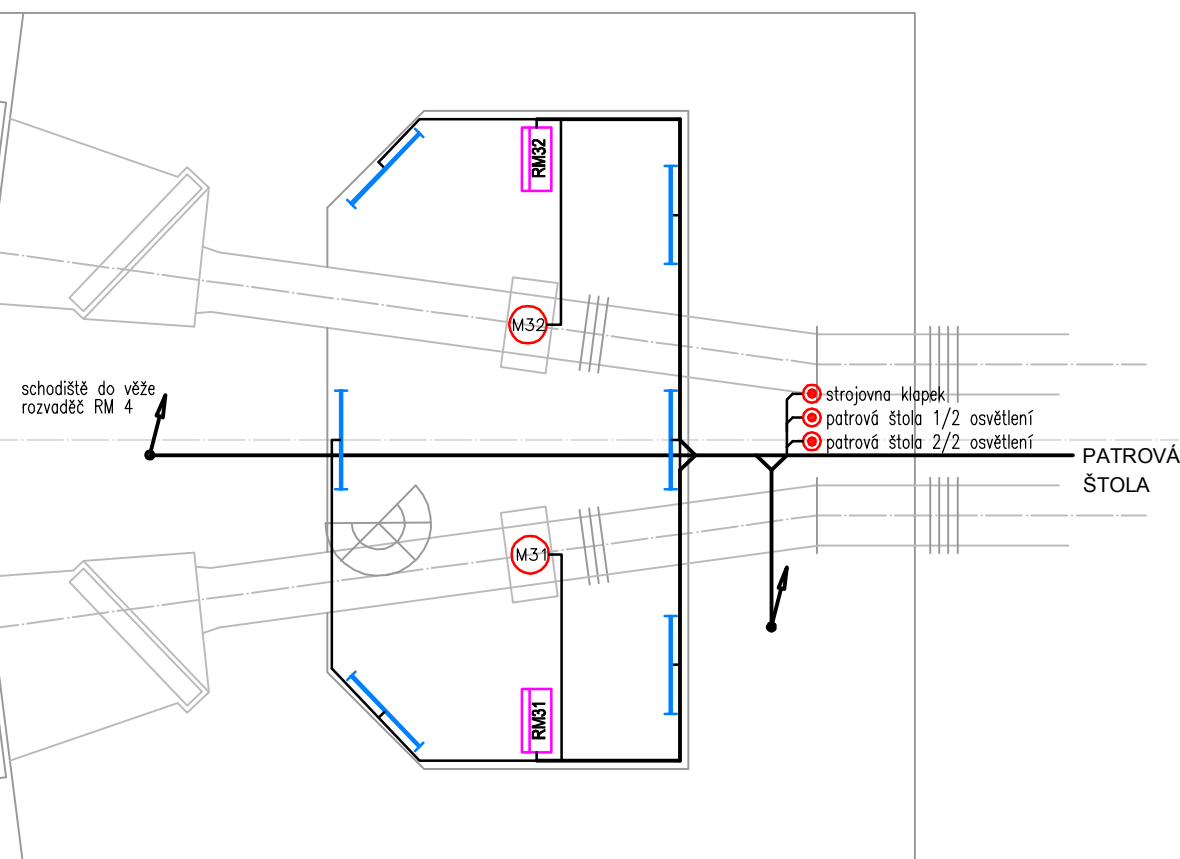 RM32
M32
schodiště do věže
rozvaděč RM 4
strojovna klapek
patrová štola 1/2 osvětlení
patrová štola 2/2 osvětlení
PATROVÁ
ŠTOLA
M31
RM31